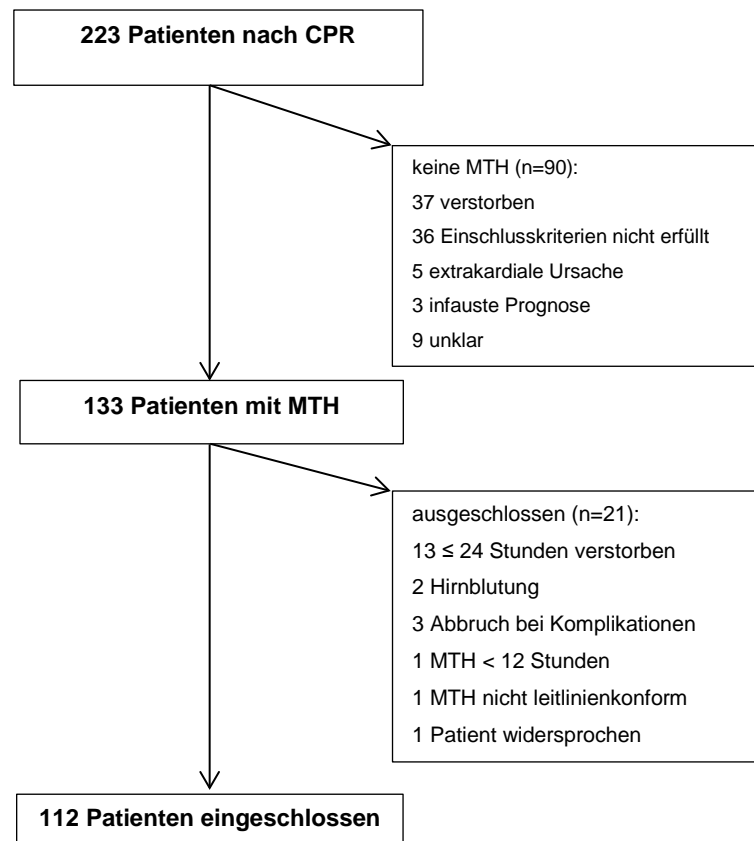 223 Patienten nach CPR
keine MTH (n=90):
37 verstorben
36 Einschlusskriterien nicht erfüllt
5 extrakardiale Ursache
3 infauste Prognose
9 unklar
133 Patienten mit MTH
ausgeschlossen (n=21):
13 ≤ 24 Stunden verstorben
2 Hirnblutung
3 Abbruch bei Komplikationen
1 MTH < 12 Stunden
1 MTH nicht leitlinienkonform
1 Patient widersprochen
112 Patienten eingeschlossen